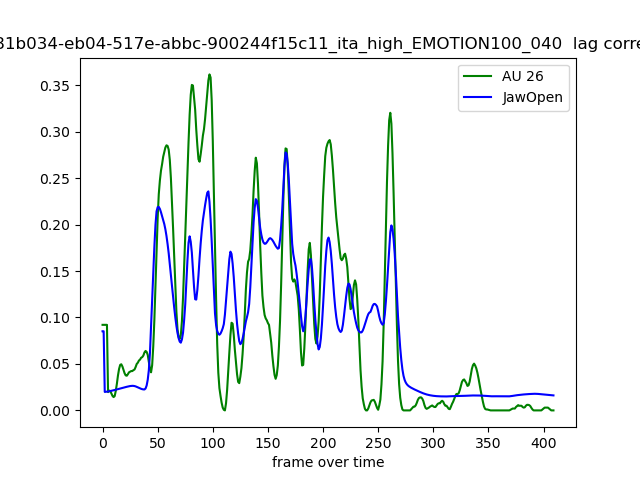 31b034-eb04-517e-abbc-900244f15c11_ita_high_EMOTION100_040 lag corre
AU 26
JawOpen
0.35
0.30
0.25
0.20
0.15
0.10
0.05
0.00
0 50 100 150 200 250 300 350 400
frame over time